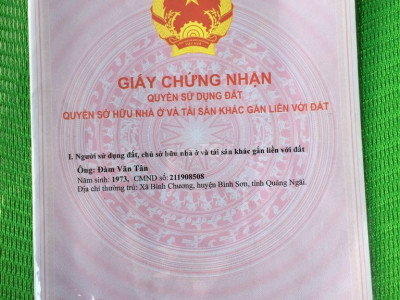 GIẤY CHỨNG NHẬN
QUYỀN SỬ DỤNG ĐẤT
QUYỀN SỞ HỮU NHÀ Ở VÀ TÀI SẢN KHÁC GẮN LIỀN VỚI ĐẤT
I. Người sử dụng đất, chủ sở hữu nhà ở và tài sản khác gắn liền với đất
Ông: Đàm Văn Tân
Năm sinh: 1973, CMND số: 211908508
Địa chỉ thường trú: Xã Bình Chương, huyện Bình Sơn, tỉnh Quảng Ngãi.